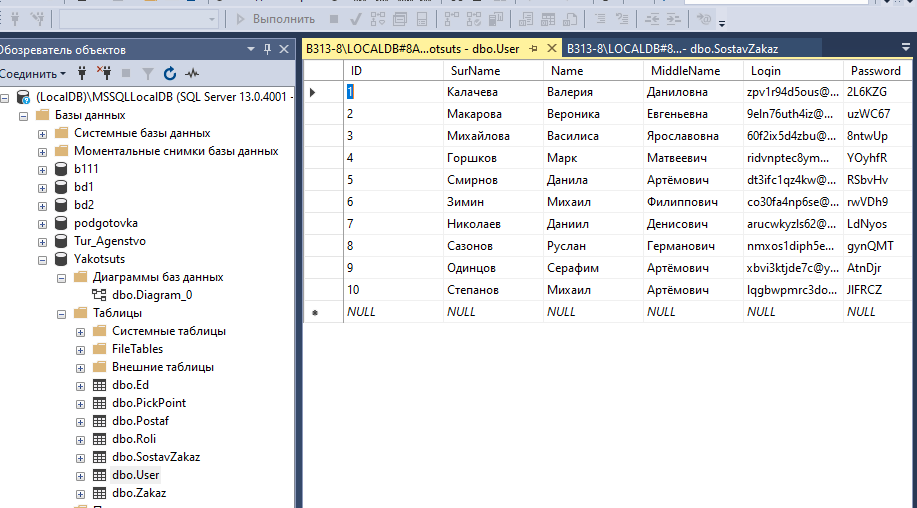 Выполнить
Обозреватель объектов
Соединить
(LocalDB)\MSSQLLocalDB (SQL Server 13.0.4001 -
Базы данных
Системные базы данных
Моментальные снимки базы данных
b111
bd1
bd2
podgotovka
Tur_Agenstvo
Yakotsuts
Диаграммы баз данных
dbo.Diagram_0
Таблицы
Системные таблицы
FileTables
Внешние таблицы
dbo.Ed
dbo.PickPoint
dbo.Postaf
dbo.Roli
dbo.SostavZakaz
dbo.User
dbo.Zakaz
B313-8\LOCALDB#8A...otsuts - dbo.User B313-8\LOCALDB#8...- dbo.SostavZakaz
ID SurName Name MiddleName Login Password
1 Калачева Валерия Даниловна zpv1r94d5ous@... 2L6KZG
2 Макарова Вероника Евгеньевна 9eln76uth4iz@... uzWC67
3 Михайлова Василиса Ярославовна 60f2ix5d4zbu@... 8ntwUp
4 Горшков Марк Матвеевич ridvnptec8ym... YOyhfR
5 Смирнов Данила Артёмович dt3ifc1qz4kw@... RSbvHv
6 Зимин Михаил Филиппович co30fa4np6se@... rwVDh9
7 Николаев Даниил Денисович arucwkyzls62@... LdNyos
8 Сазонов Руслан Германович nmxos1diph5e... gynQMT
9 Одинцов Серафим Артёмович xbvi3ktjde7c@y... AtnDjr
10 Степанов Михаил Артёмович lqgbwpmrc3do... JlFRCZ
NULL NULL NULL NULL NULL NULL